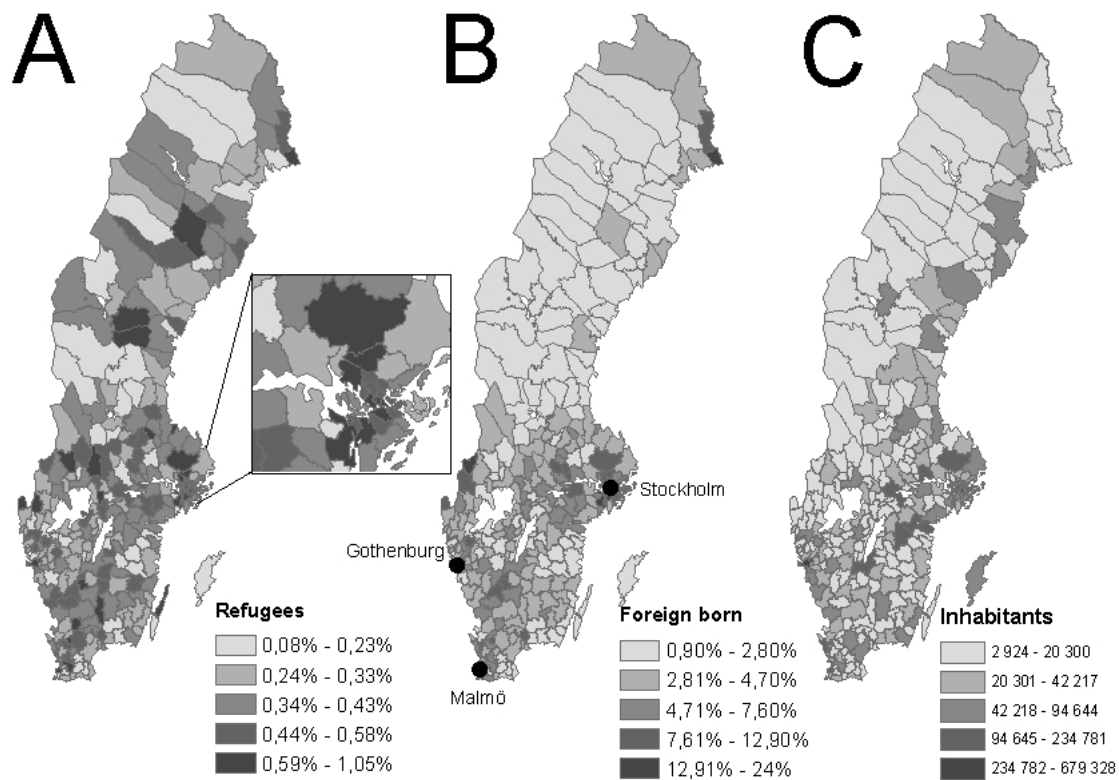 A
B
C
Stockholm
Gothenburg
Malmö
Refugees
0,08% - 0,23%
0,24% - 0,33%
0,34% - 0,43%
0,44% - 0,58%
0,59% - 1,05%
Foreign born
0,90% - 2,80%
2,81% - 4,70%
4,71% - 7,60%
7,61% - 12,90%
12,91% - 24%
Inhabitants
2 924 - 20 300
20 301 - 42 217
42 218 - 94 644
94 645 - 234 781
234 782 - 679 328